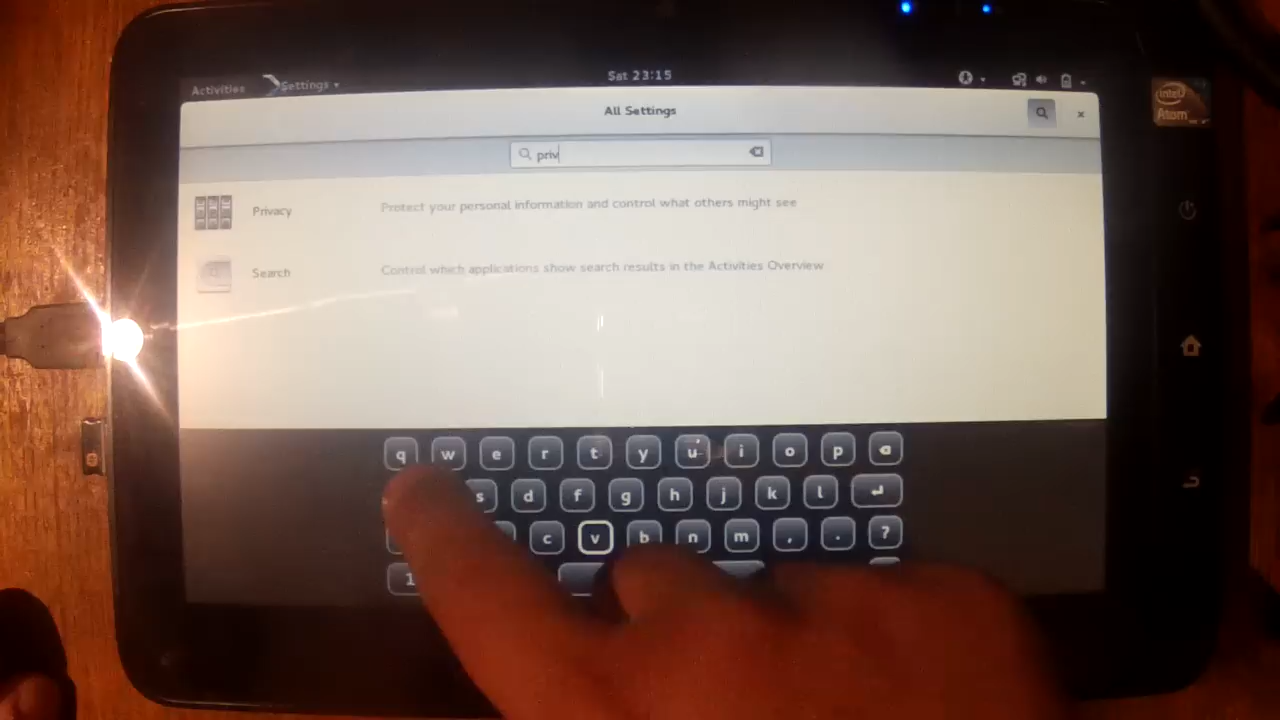 Activities Settings Sat 23:15
All Settings
priv
Privacy Protect your personal information and control what others might see
Search Control which applications show search results in the Activities Overview
intel
Atom
q w e r t y u i o p
s d f g h j k l
c v b n m , . ?
1